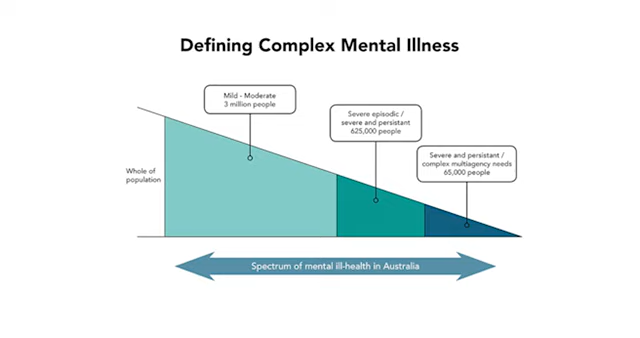 Defining Complex Mental Illness
Mild - Moderate
3 million people
Severe episodic /
severe and persistant
625,000 people
Severe and persistant /
complex multiagency needs
65,000 people
Whole of
population
Spectrum of mental ill-health in Australia